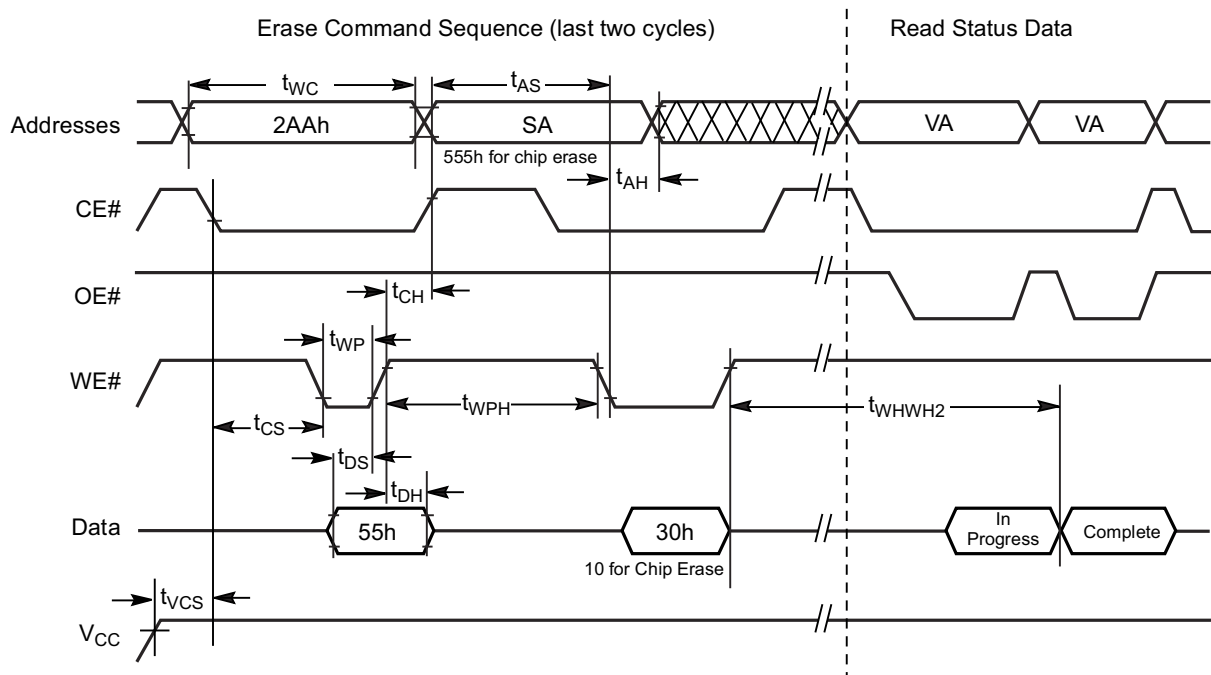 Erase Command Sequence (last two cycles) Read Status Data
tWC tAS
Addresses 2AAh SA VA VA
555h for chip erase
tAH
CE#
OE#
tCH
tWP
WE#
tWPH tWHWH2
tCS
tDS
tDH
Data 55h 30h In Progress Complete
10 for Chip Erase
tVCS
VCC